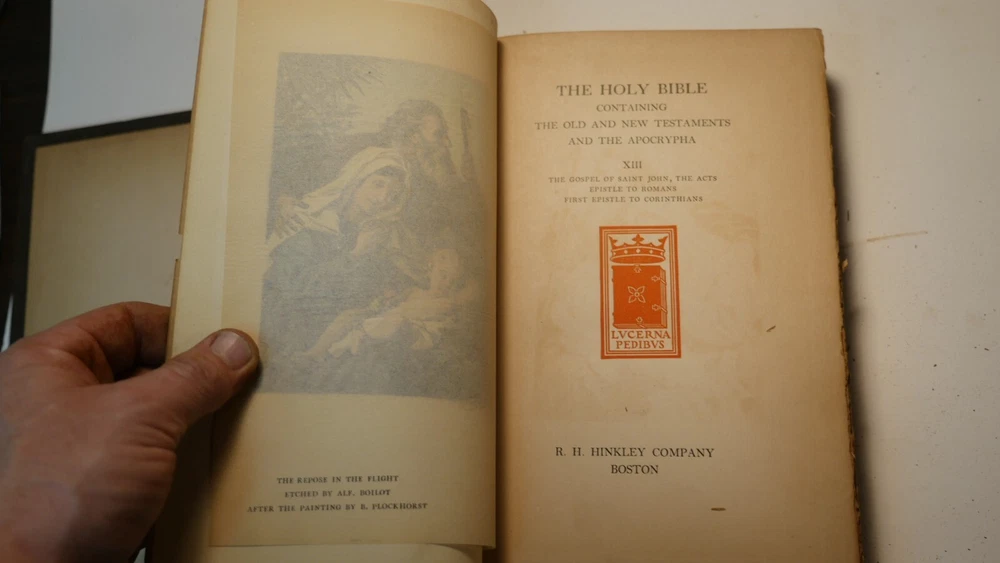 THE REPOSE IN THE FLIGHT
ETCHED BY ALF. BOILOT
AFTER THE PAINTING BY B. PLOCKHORST
THE HOLY BIBLE
CONTAINING
THE OLD AND NEW TESTAMENTS
AND THE APOCRYPHA
XIII
THE GOSPEL OF SAINT JOHN, THE ACTS
EPISTLE TO ROMANS
FIRST EPISTLE TO CORINTHIANS
LVCERNA
PEDIBVS
R. H. HINKLEY COMPANY
BOSTON